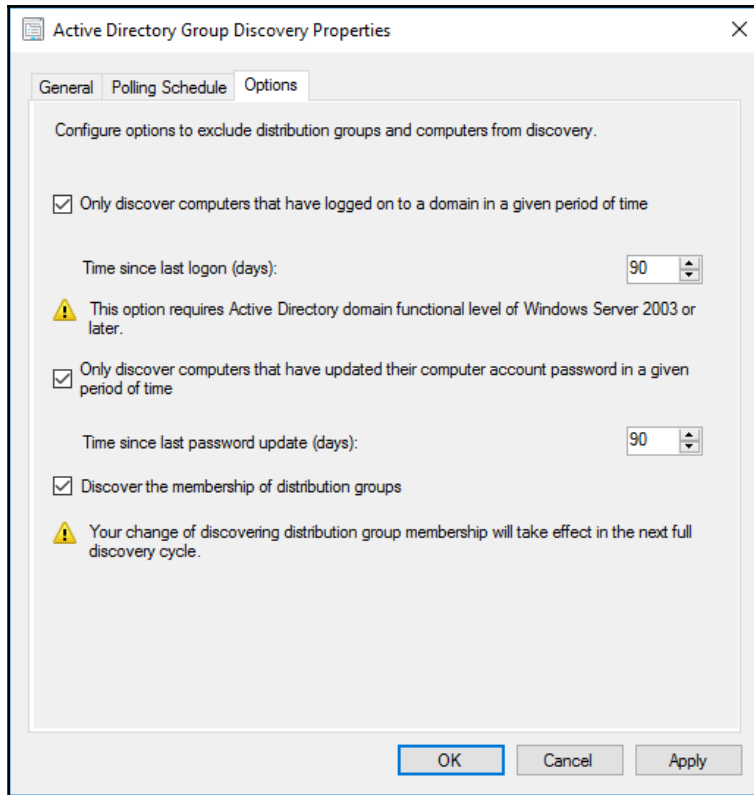 Active Directory Group Discovery Properties
General Polling Schedule Options
Configure options to exclude distribution groups and computers from discovery.
Only discover computers that have logged on to a domain in a given period of time
Time since last logon (days): 90
This option requires Active Directory domain functional level of Windows Server 2003 or
later.
Only discover computers that have updated their computer account password in a given
period of time
Time since last password update (days): 90
Discover the membership of distribution groups
Your change of discovering distribution group membership will take effect in the next full
discovery cycle.
OK Cancel Apply